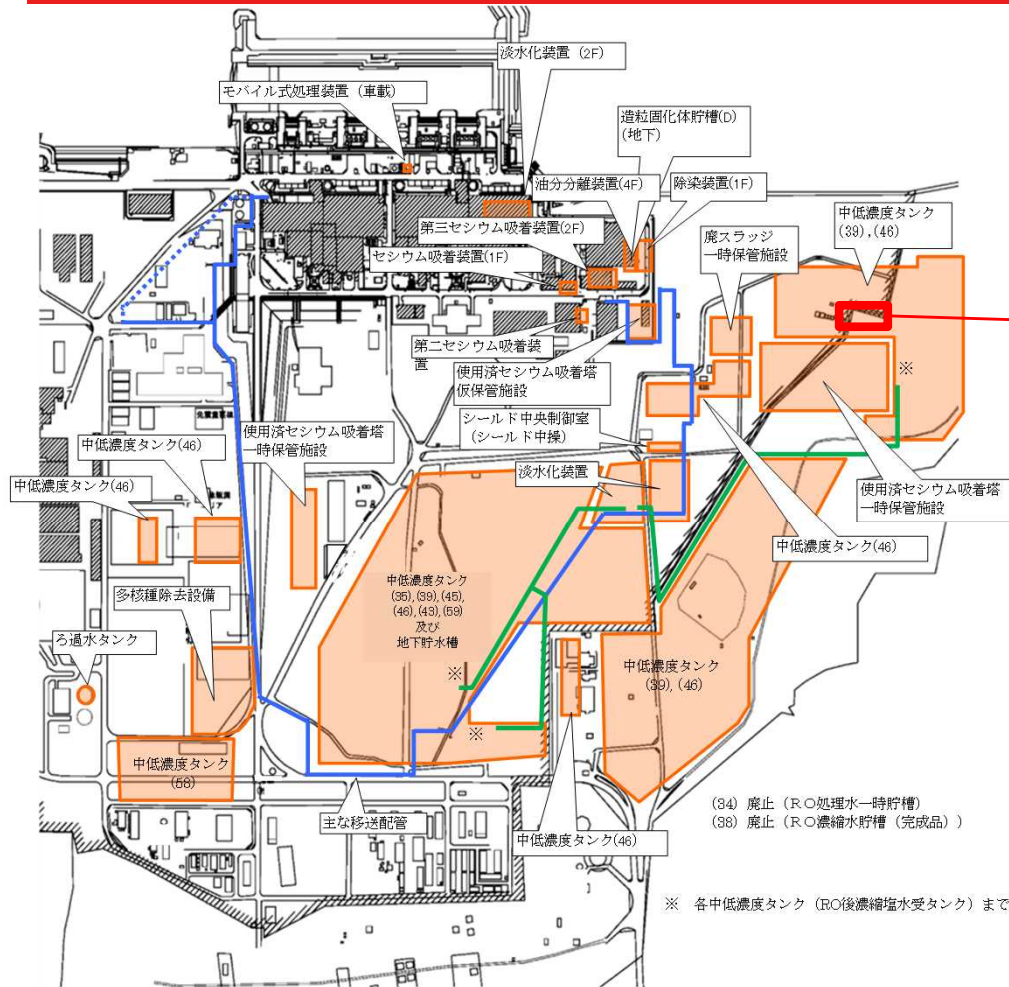 淡水化装置 (2F)
モバイル式処理装置 (車載)
造粒固化体貯槽(D)
(地下)
油分分離装置(4F)
除染装置(1F)
中低濃度タンク
(39),(46)
第三セシウム吸着装置(2F)
廃スラッジ
一時保管施設
セシウム吸着装置(1F)
第二セシウム吸着装
置
使用済セシウム吸着塔
仮保管施設
※
シールド中央制御室
(シールド中操)
使用済セシウム吸着塔
一時保管施設
中低濃度タンク(46)
淡水化装置
中低濃度タンク(46)
使用済セシウム吸着塔
一時保管施設
中低濃度タンク(46)
中低濃度タンク
(35),(39),(45),
(46),(43),(59)
及び
地下貯水槽
多核種除去設備
ろ過水タンク
※
中低濃度タンク
(39),(46)
※
中低濃度タンク
(58)
(34) 廃止 (RO処理水一時貯槽)
(38) 廃止 (RO濃縮水貯槽 (完成品) )
主な移送配管
中低濃度タンク(46)
※ 各中低濃度タンク (RO後濃縮塩水受タンク) まで